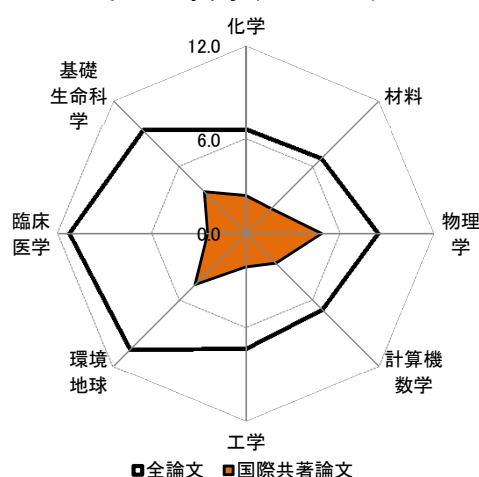 化学
12.0
基礎
生命科
学
材料
6.0
臨床
医学
0.0
物理
学
環境
地球
計算機
数学
工学
全論文 国際共著論文